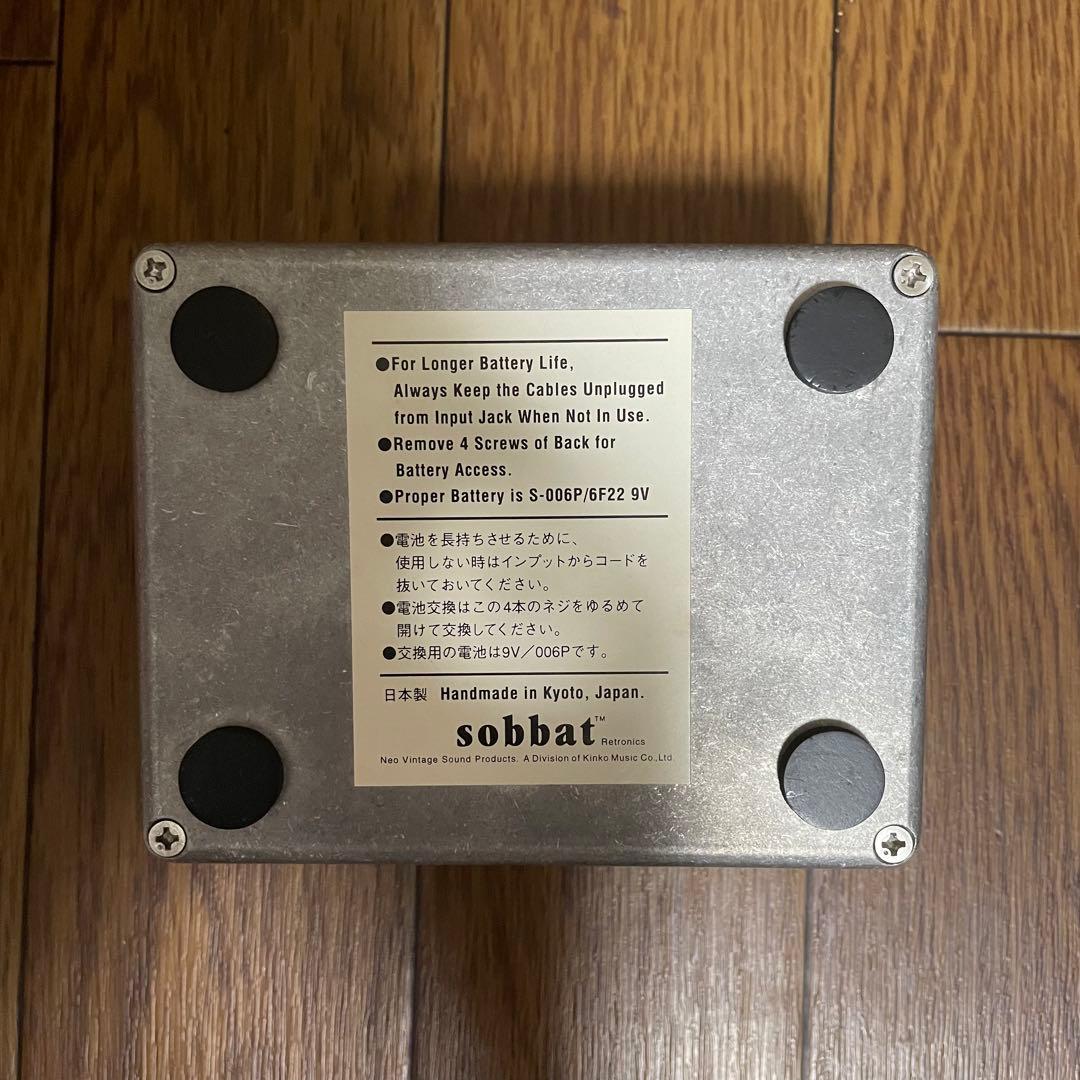 ●For Longer Battery Life,
Always Keep the Cables Unplugged
from Input Jack When Not In Use.
●Remove 4 Screws of Back for
Battery Access.
●Proper Battery is S-006P/6F22 9V
●電池を長持ちさせるために、
使用しない時はインプットからコードを
抜いておいてください。
●電池交換はこの4本のネジをゆるめて
開けて交換してください。
●交換用の電池は9V／006Pです。
日本製 Handmade in Kyoto, Japan.
sobbat™ Retronics
Neo Vintage Sound Products. A Division of Kinko Music Co.,Ltd.